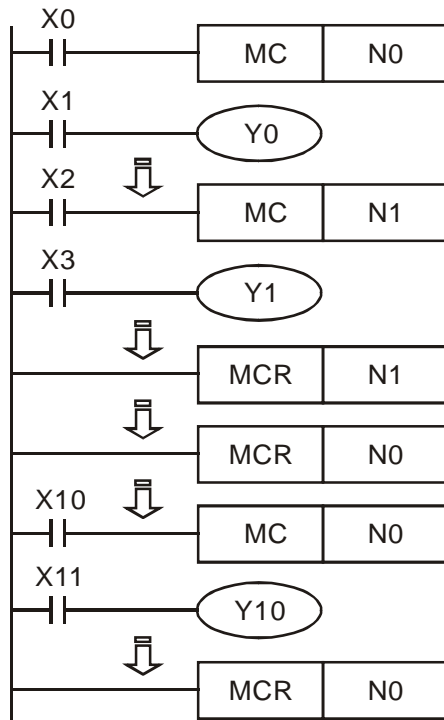 X0
MC N0
X1
Y0
X2
MC N1
X3
Y1
MCR N1
MCR N0
X10
MC N0
X11
Y10
MCR N0